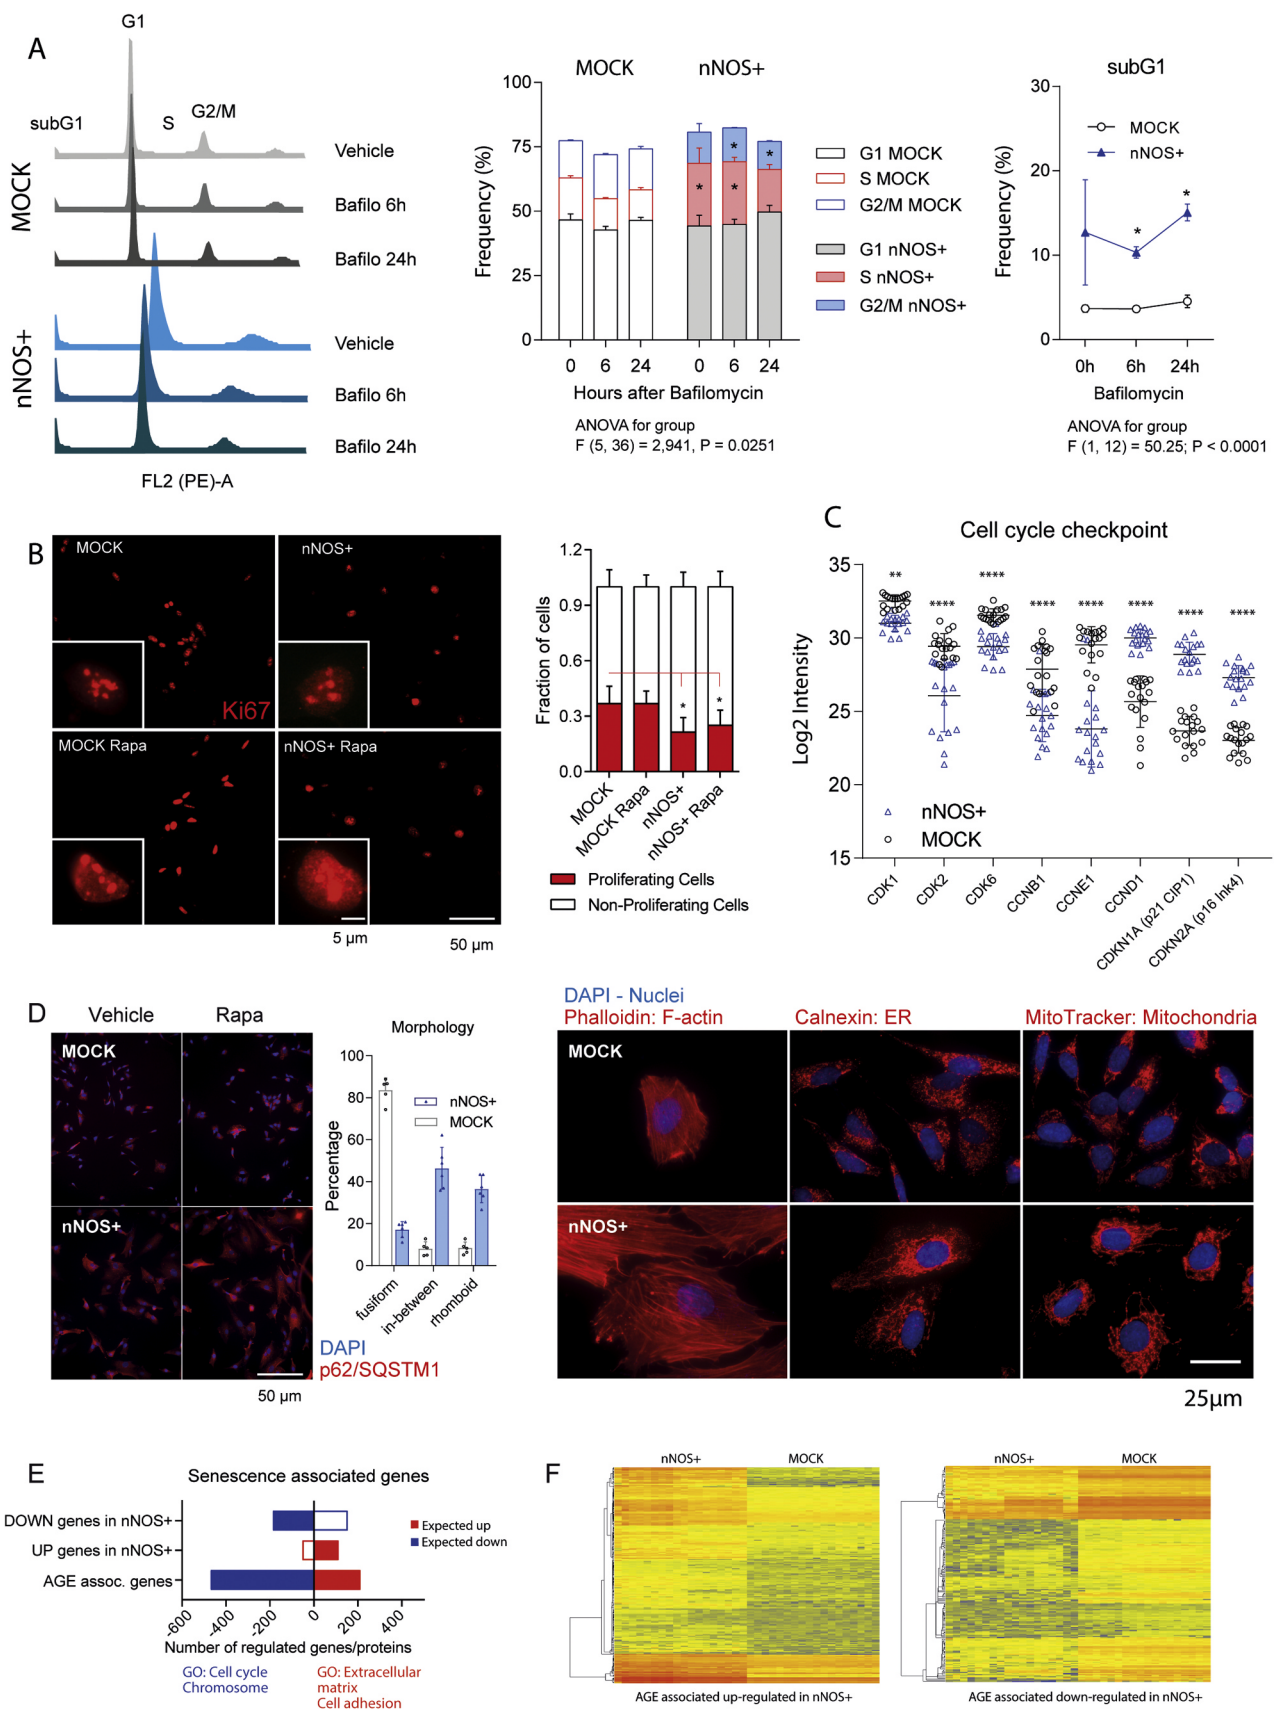 A
G1
subG1
S
G2/M
MOCK
Vehicle
Bafilo 6h
Bafilo 24h
nNOS+
Vehicle
Bafilo 6h
Bafilo 24h
FL2 (PE)-A
MOCK
nNOS+
Frequency (%)
100
75
50
25
0
*
*
*
*
0
6
24
0
6
24
Hours after Bafilomycin
ANOVA for group
F (5, 36) = 2,941, P = 0.0251
G1 MOCK
S MOCK
G2/M MOCK
G1 nNOS+
S nNOS+
G2/M nNOS+
subG1
Frequency (%)
30
20
10
0
MOCK
nNOS+
*
*
0h
6h
24h
Bafilomycin
ANOVA for group
F (1, 12) = 50.25; P < 0.0001
B
MOCK
nNOS+
Ki67
MOCK Rapa
nNOS+ Rapa
5 µm
50 µm
Fraction of cells
1.2
0.9
0.6
0.3
0.0
*
*
MOCK
MOCK Rapa
nNOS+
nNOS+ Rapa
Proliferating Cells
Non-Proliferating Cells
C
Cell cycle checkpoint
Log2 Intensity
35
30
25
20
15
**
****
****
****
****
****
****
****
nNOS+
MOCK
CDK1
CDK2
CDK6
CCNB1
CCNE1
CCND1
CDKN1A (p21 CIP1)
CDKN2A (p16 Ink4)
D
Vehicle
Rapa
MOCK
nNOS+
50 µm
Morphology
Percentage
100
80
60
40
20
0
nNOS+
MOCK
fusiform
in-between
rhomboid
DAPI
p62/SQSTM1
DAPI - Nuclei
Phalloidin: F-actin
Calnexin: ER
MitoTracker: Mitochondria
MOCK
nNOS+
25µm
E
Senescence associated genes
DOWN genes in nNOS+
UP genes in nNOS+
AGE assoc. genes
Expected up
Expected down
-600
-400
-200
0
200
400
Number of regulated genes/proteins
GO: Cell cycle
Chromosome
GO: Extracellular
matrix
Cell adhesion
F
nNOS+
MOCK
AGE associated up-regulated in nNOS+
nNOS+
MOCK
AGE associated down-regulated in nNOS+